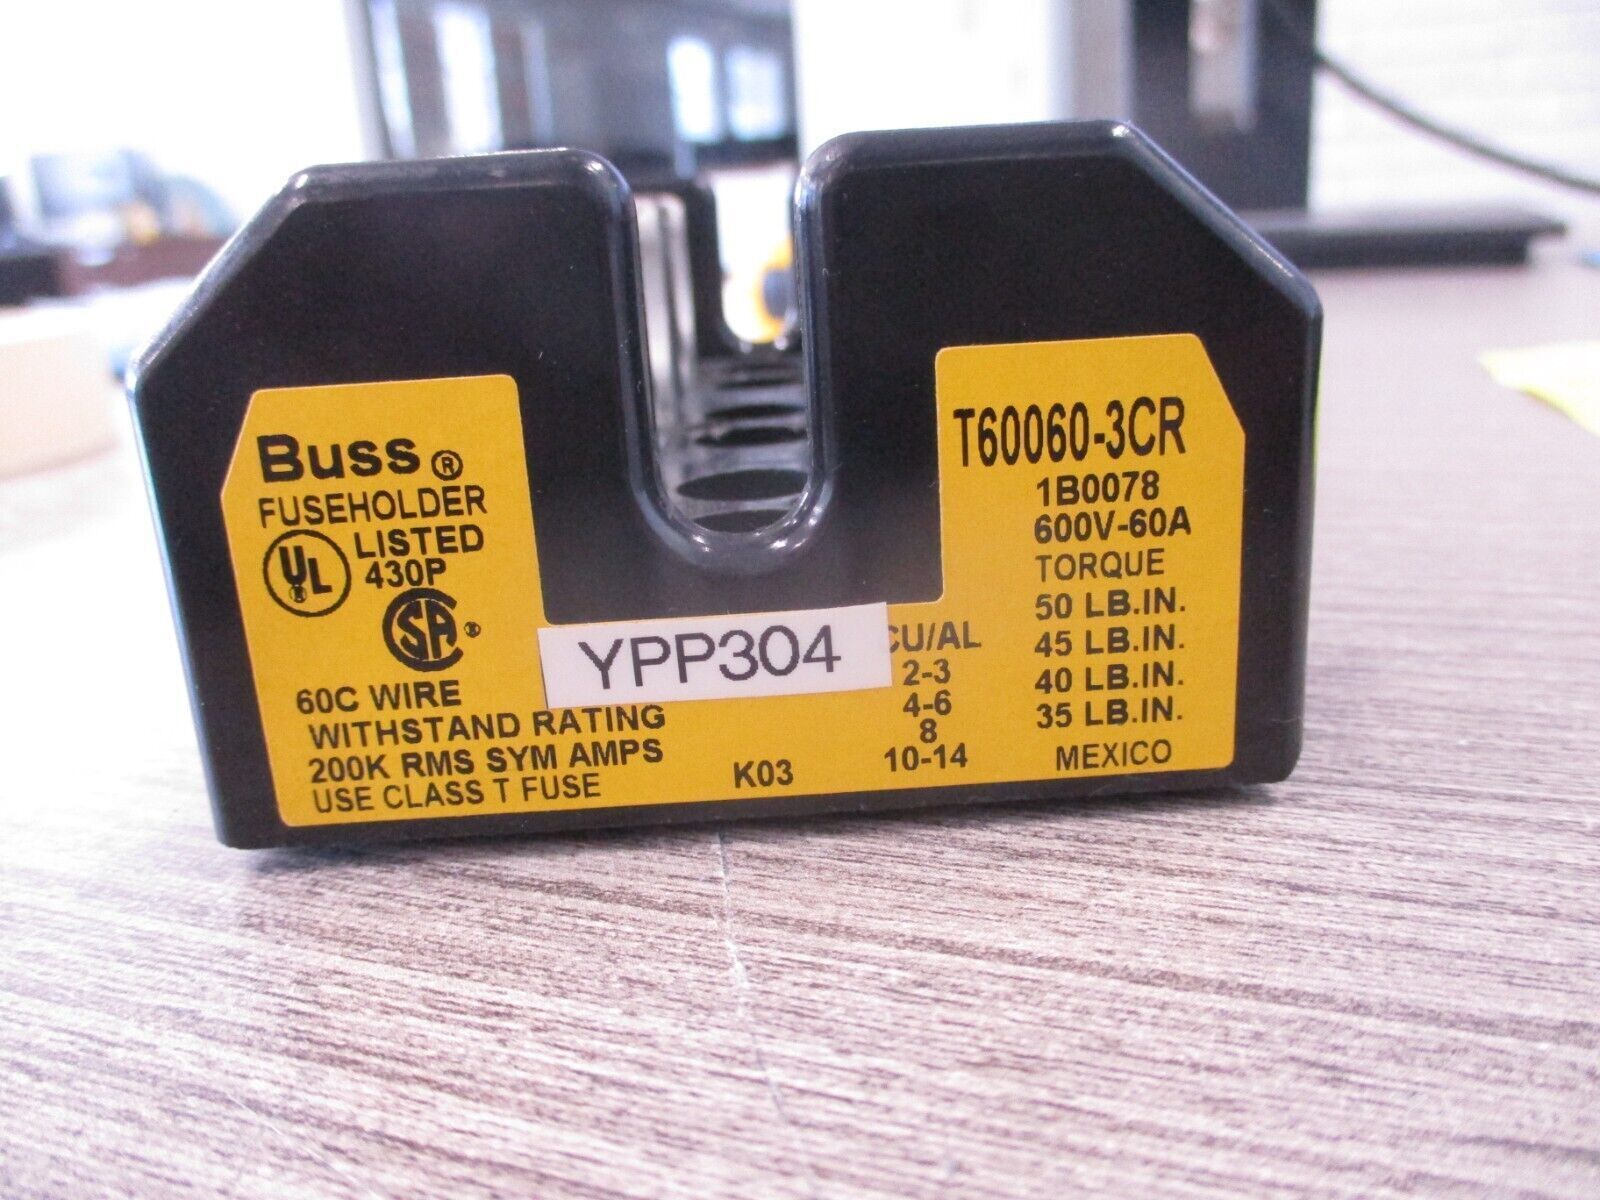 Buss®
FUSEHOLDER
UL® LISTED
430P
CSA®
60C WIRE
WITHSTAND RATING
200K RMS SYM AMPS
USE CLASS T FUSE
YPP304
K03
T60060-3CR
1B0078
600V-60A
TORQUE
50 LB.IN.
CU/AL
2-3 45 LB.IN.
4-6 40 LB.IN.
8 35 LB.IN.
10-14
MEXICO